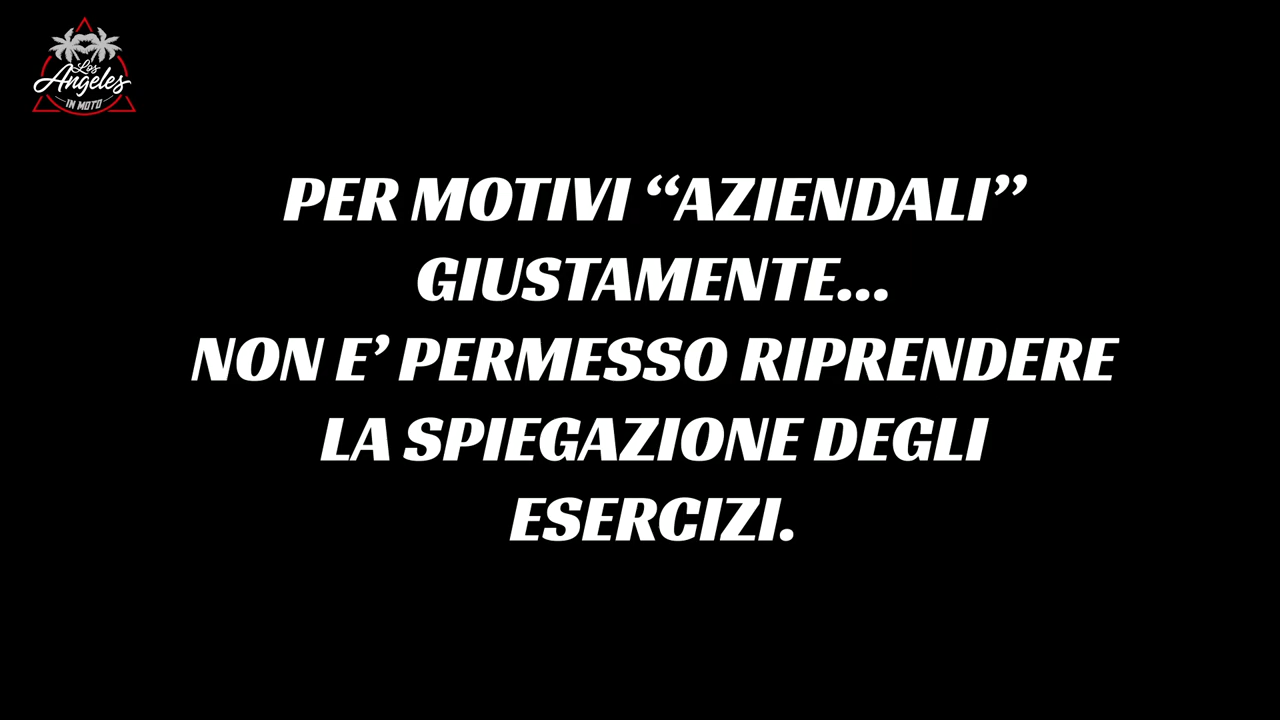 Los
Angeles
IN MOTO
PER MOTIVI “AZIENDALI”
GIUSTAMENTE...
NON E’ PERMESSO RIPRENDERE
LA SPIEGAZIONE DEGLI
ESERCIZI.